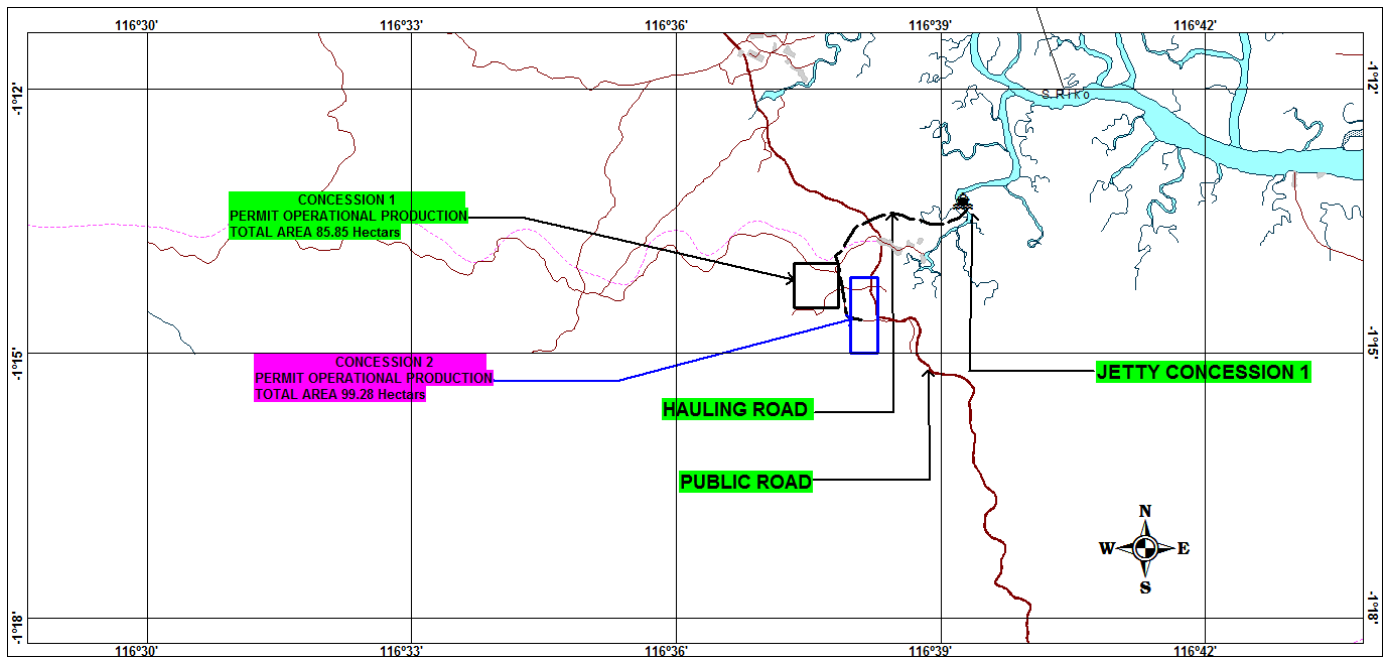 116°30' 116°33' 116°36' 116°39' 116°42'
-1°12' -1°12'
S.Riko
CONCESSION 1
PERMIT OPERATIONAL PRODUCTION
TOTAL AREA 85.85 Hectars
-1°15' -1°15'
CONCESSION 2
PERMIT OPERATIONAL PRODUCTION
TOTAL AREA 99.28 Hectars
JETTY CONCESSION 1
HAULING ROAD
PUBLIC ROAD
N
W E
S
-1°18' -1°18'
116°30' 116°33' 116°36' 116°39' 116°42'